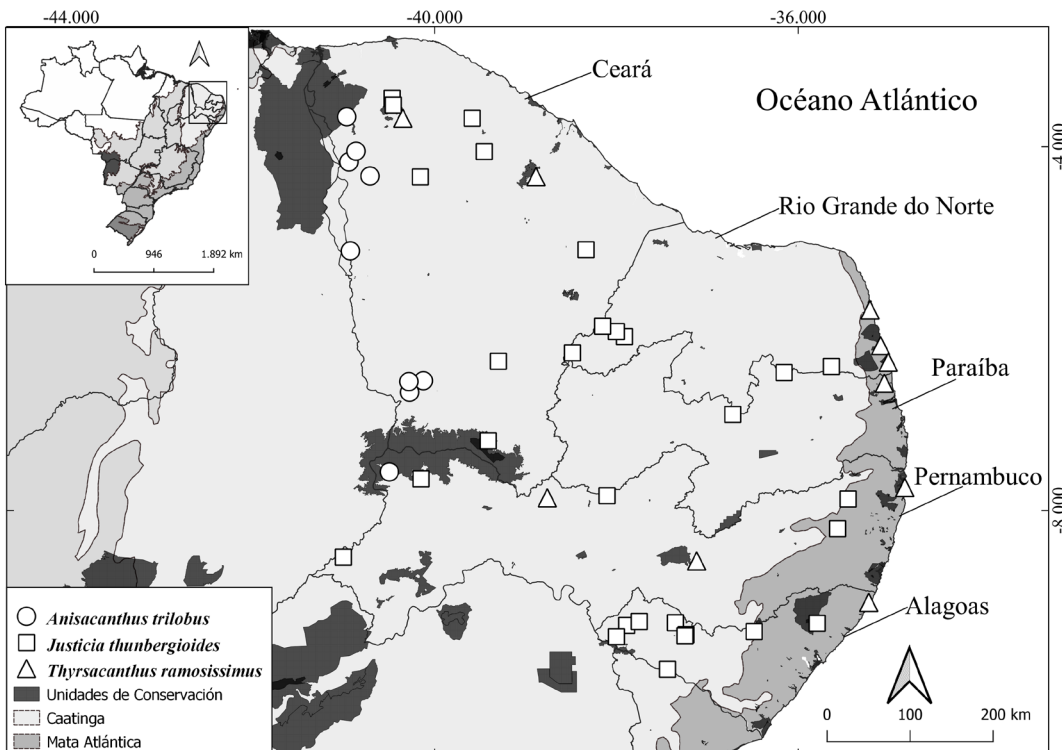 -44.000
-40.000
-36.000
Ceará
Océano Atlántico
-4.000
Rio Grande do Norte
0 946 1.892 km
Paraíba
Pernambuco
-8.000
Alagoas
Anisacanthus trilobus
Justicia thunbergioides
Thyrsacanthus ramosissimus
Unidades de Conservación
Caatinga
Mata Atlántica
0 100 200 km